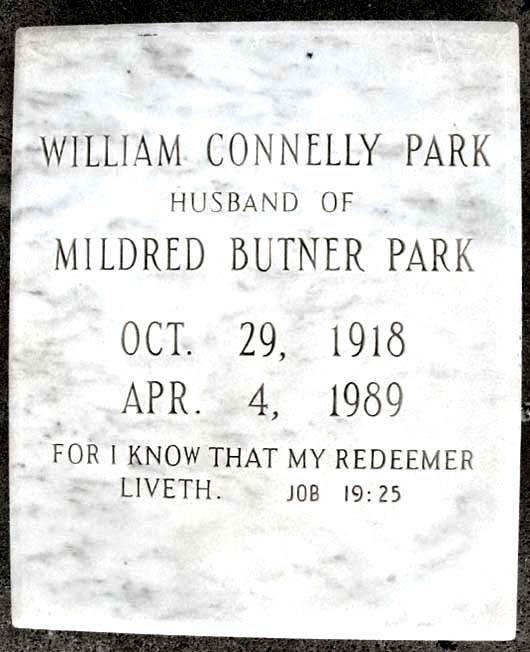 WILLIAM CONNELLY PARK
HUSBAND OF
MILDRED BUTNER PARK
OCT. 29, 1918
APR. 4, 1989
FOR I KNOW THAT MY REDEEMER
LIVETH. JOB 19:25